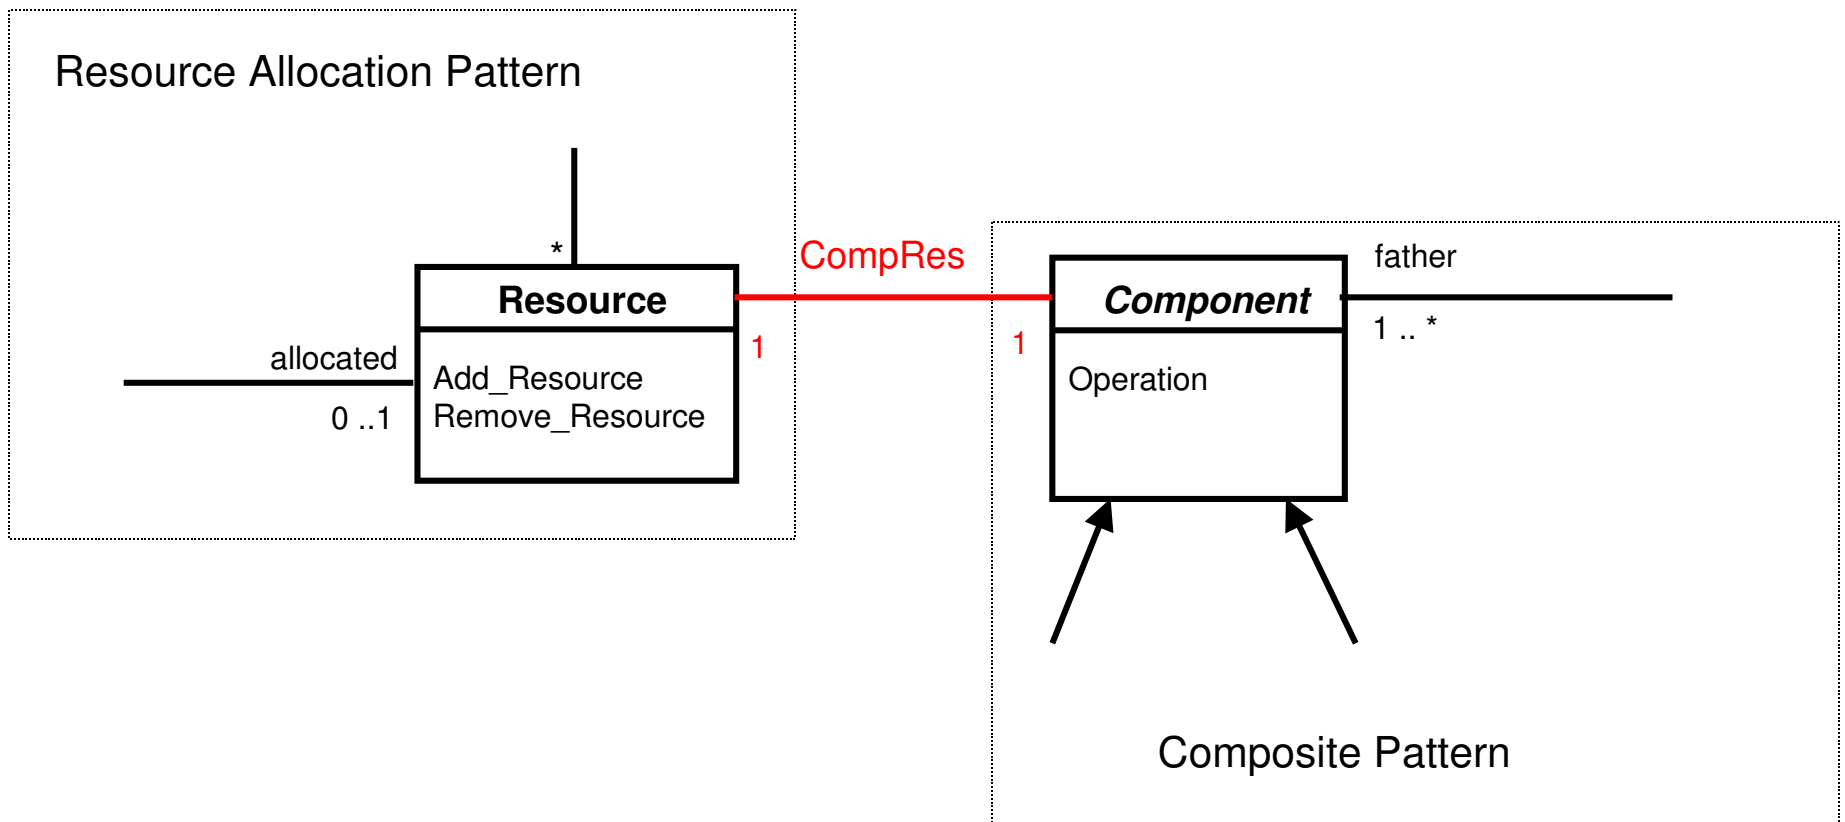 Resource Allocation Pattern
*
CompRes
father
Resource
Component
1
1
1 .. *
allocated
0 ..1
Add_Resource
Remove_Resource
Operation
Composite Pattern